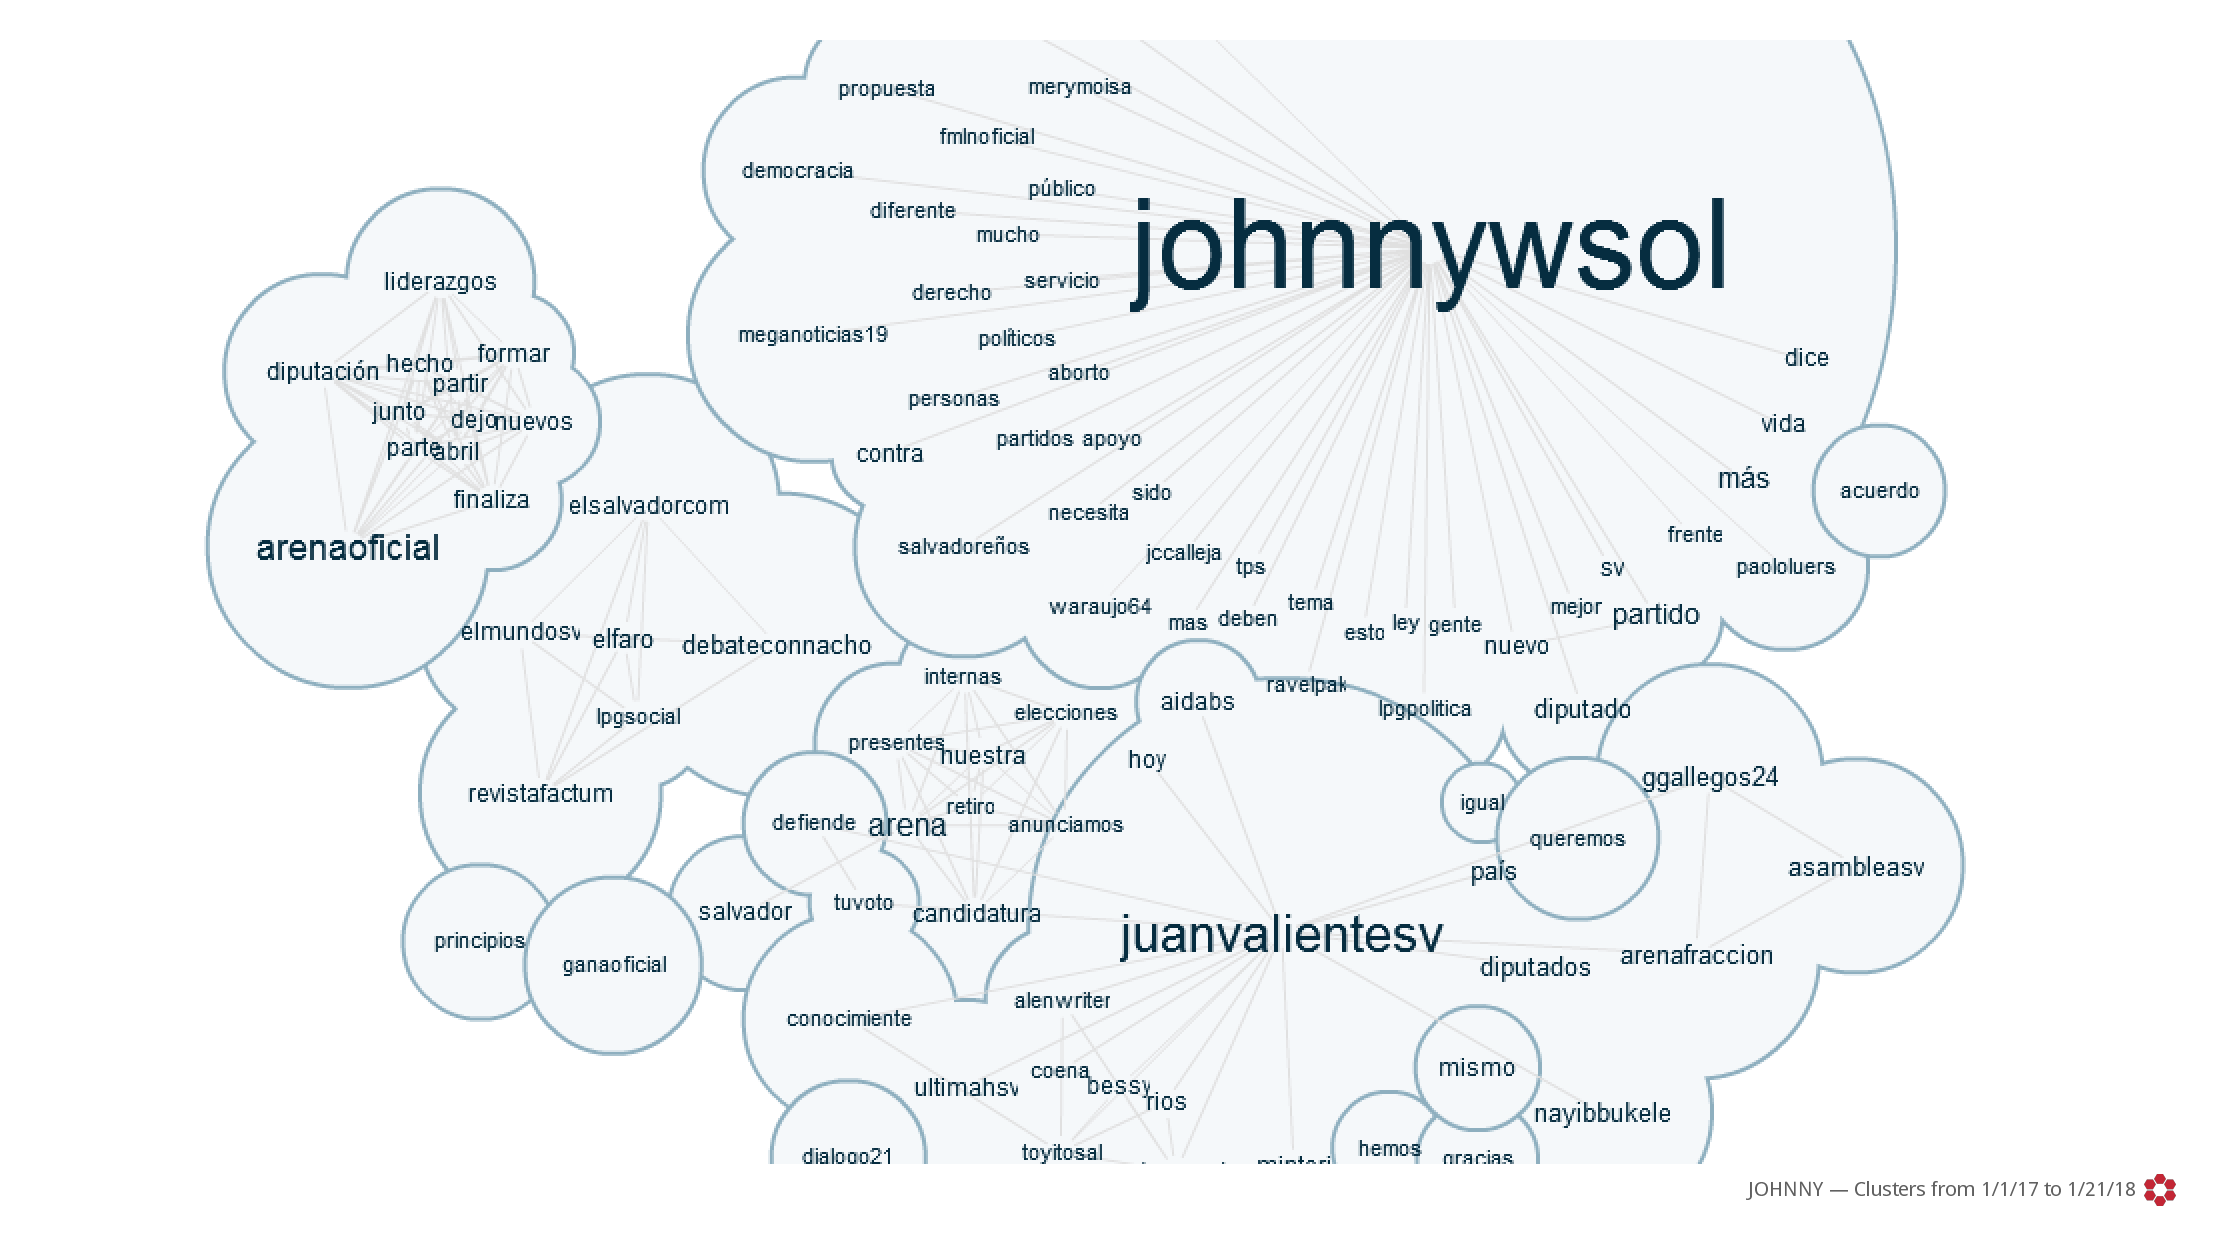 propuesta
merymoisa
fmlnoficial
democracia
público
diferente
mucho
johnnywsol
servicio
derecho
meganoticias19
políticos
aborto
personas
partidos apoyo
contra
sido
necesita
salvadoreños
jccalleja
tps
waraujo64
mas
deben
tema
esto
ley
gente
nuevo
mejor
partido
sv
frente
paololuers
más
vida
dice
acuerdo
ravelpak
lpgpolitica
diputado
liderazgos
diputación
hecho
formar
partir
junto
dejo
nuevos
parte
abril
finaliza
arenaoficial
elsalvadorcom
elmundosv
elfaro
debateconnacho
lpgsocial
revistafactum
internas
elecciones
presentes
nuestra
retiro
arena
anunciamos
candidatura
defiende
salvador
tuvoto
principios
ganaoficial
aidabs
hoy
igual
queremos
país
ggallegos24
asambleasv
juanvalientesv
diputados
arenafraccion
conocimiente
alenwriter
ultimahsv
coena
bessy
rios
toyitosal
dialogo21
mismo
nayibbukele
hemos
gracias
JOHNNY — Clusters from 1/1/17 to 1/21/18